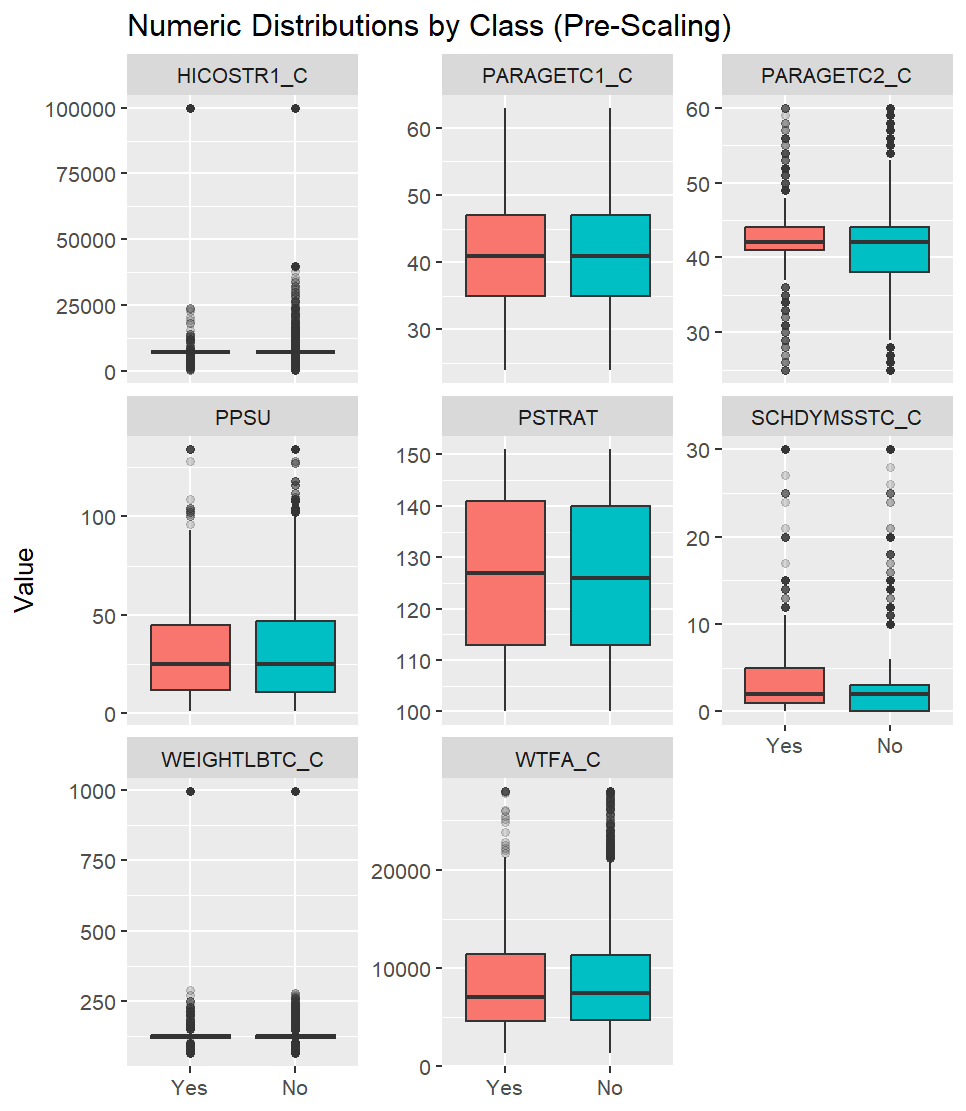 Numeric Distributions by Class (Pre-Scaling)
HICOSTR1_C
PARAGETC1_C
PARAGETC2_C
100000
75000
50000
25000
0
60
50
40
30
60
50
40
30
PPSU
PSTRAT
SCHDYMSSTC_C
100
50
0
150
140
130
120
110
100
30
20
10
0
Yes No
Value
WEIGHTLBTC_C
WTFA_C
1000
750
500
250
20000
10000
0
Yes No
Yes No